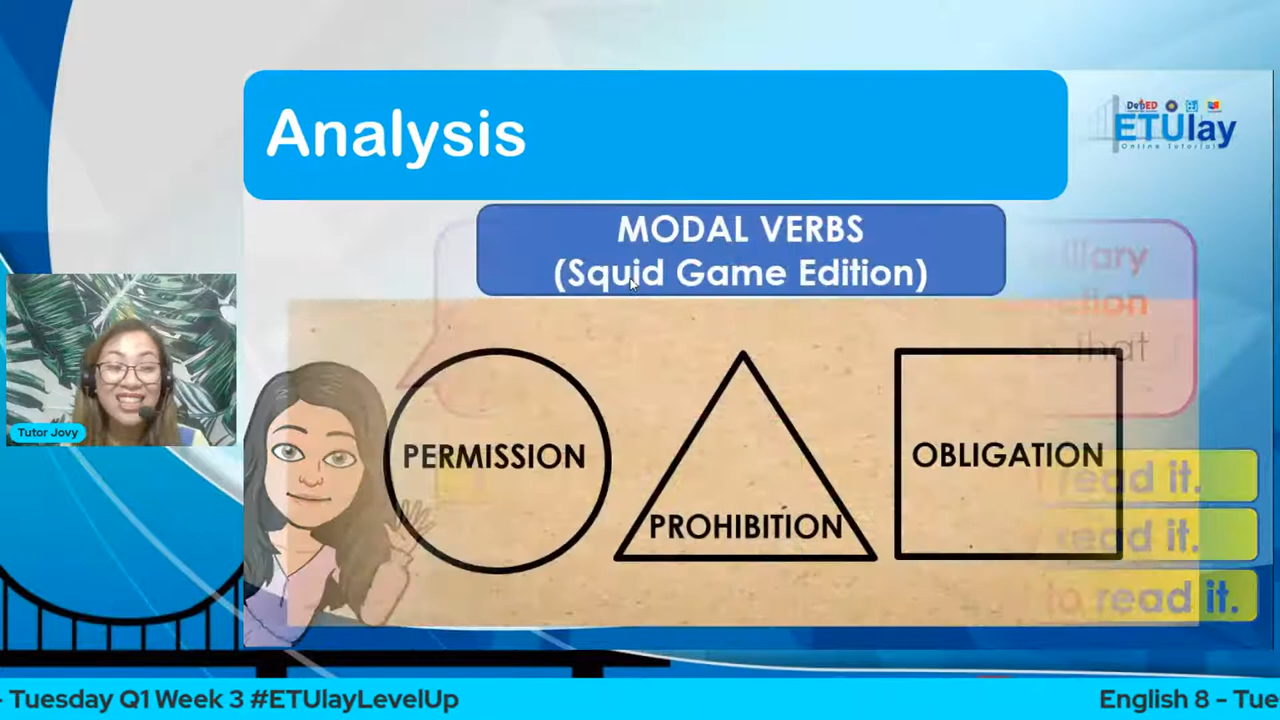 Analysis
DepED
ETUlay
Online Tutorial
MODAL VERBS
(Squid Game Edition)
that
PERMISSION
PROHIBITION
OBLIGATION
read it.
read it.
to read it.
Tutor Jovy
- Tuesday Q1 Week 3 #ETUlayLevelUp
English 8 - Tue